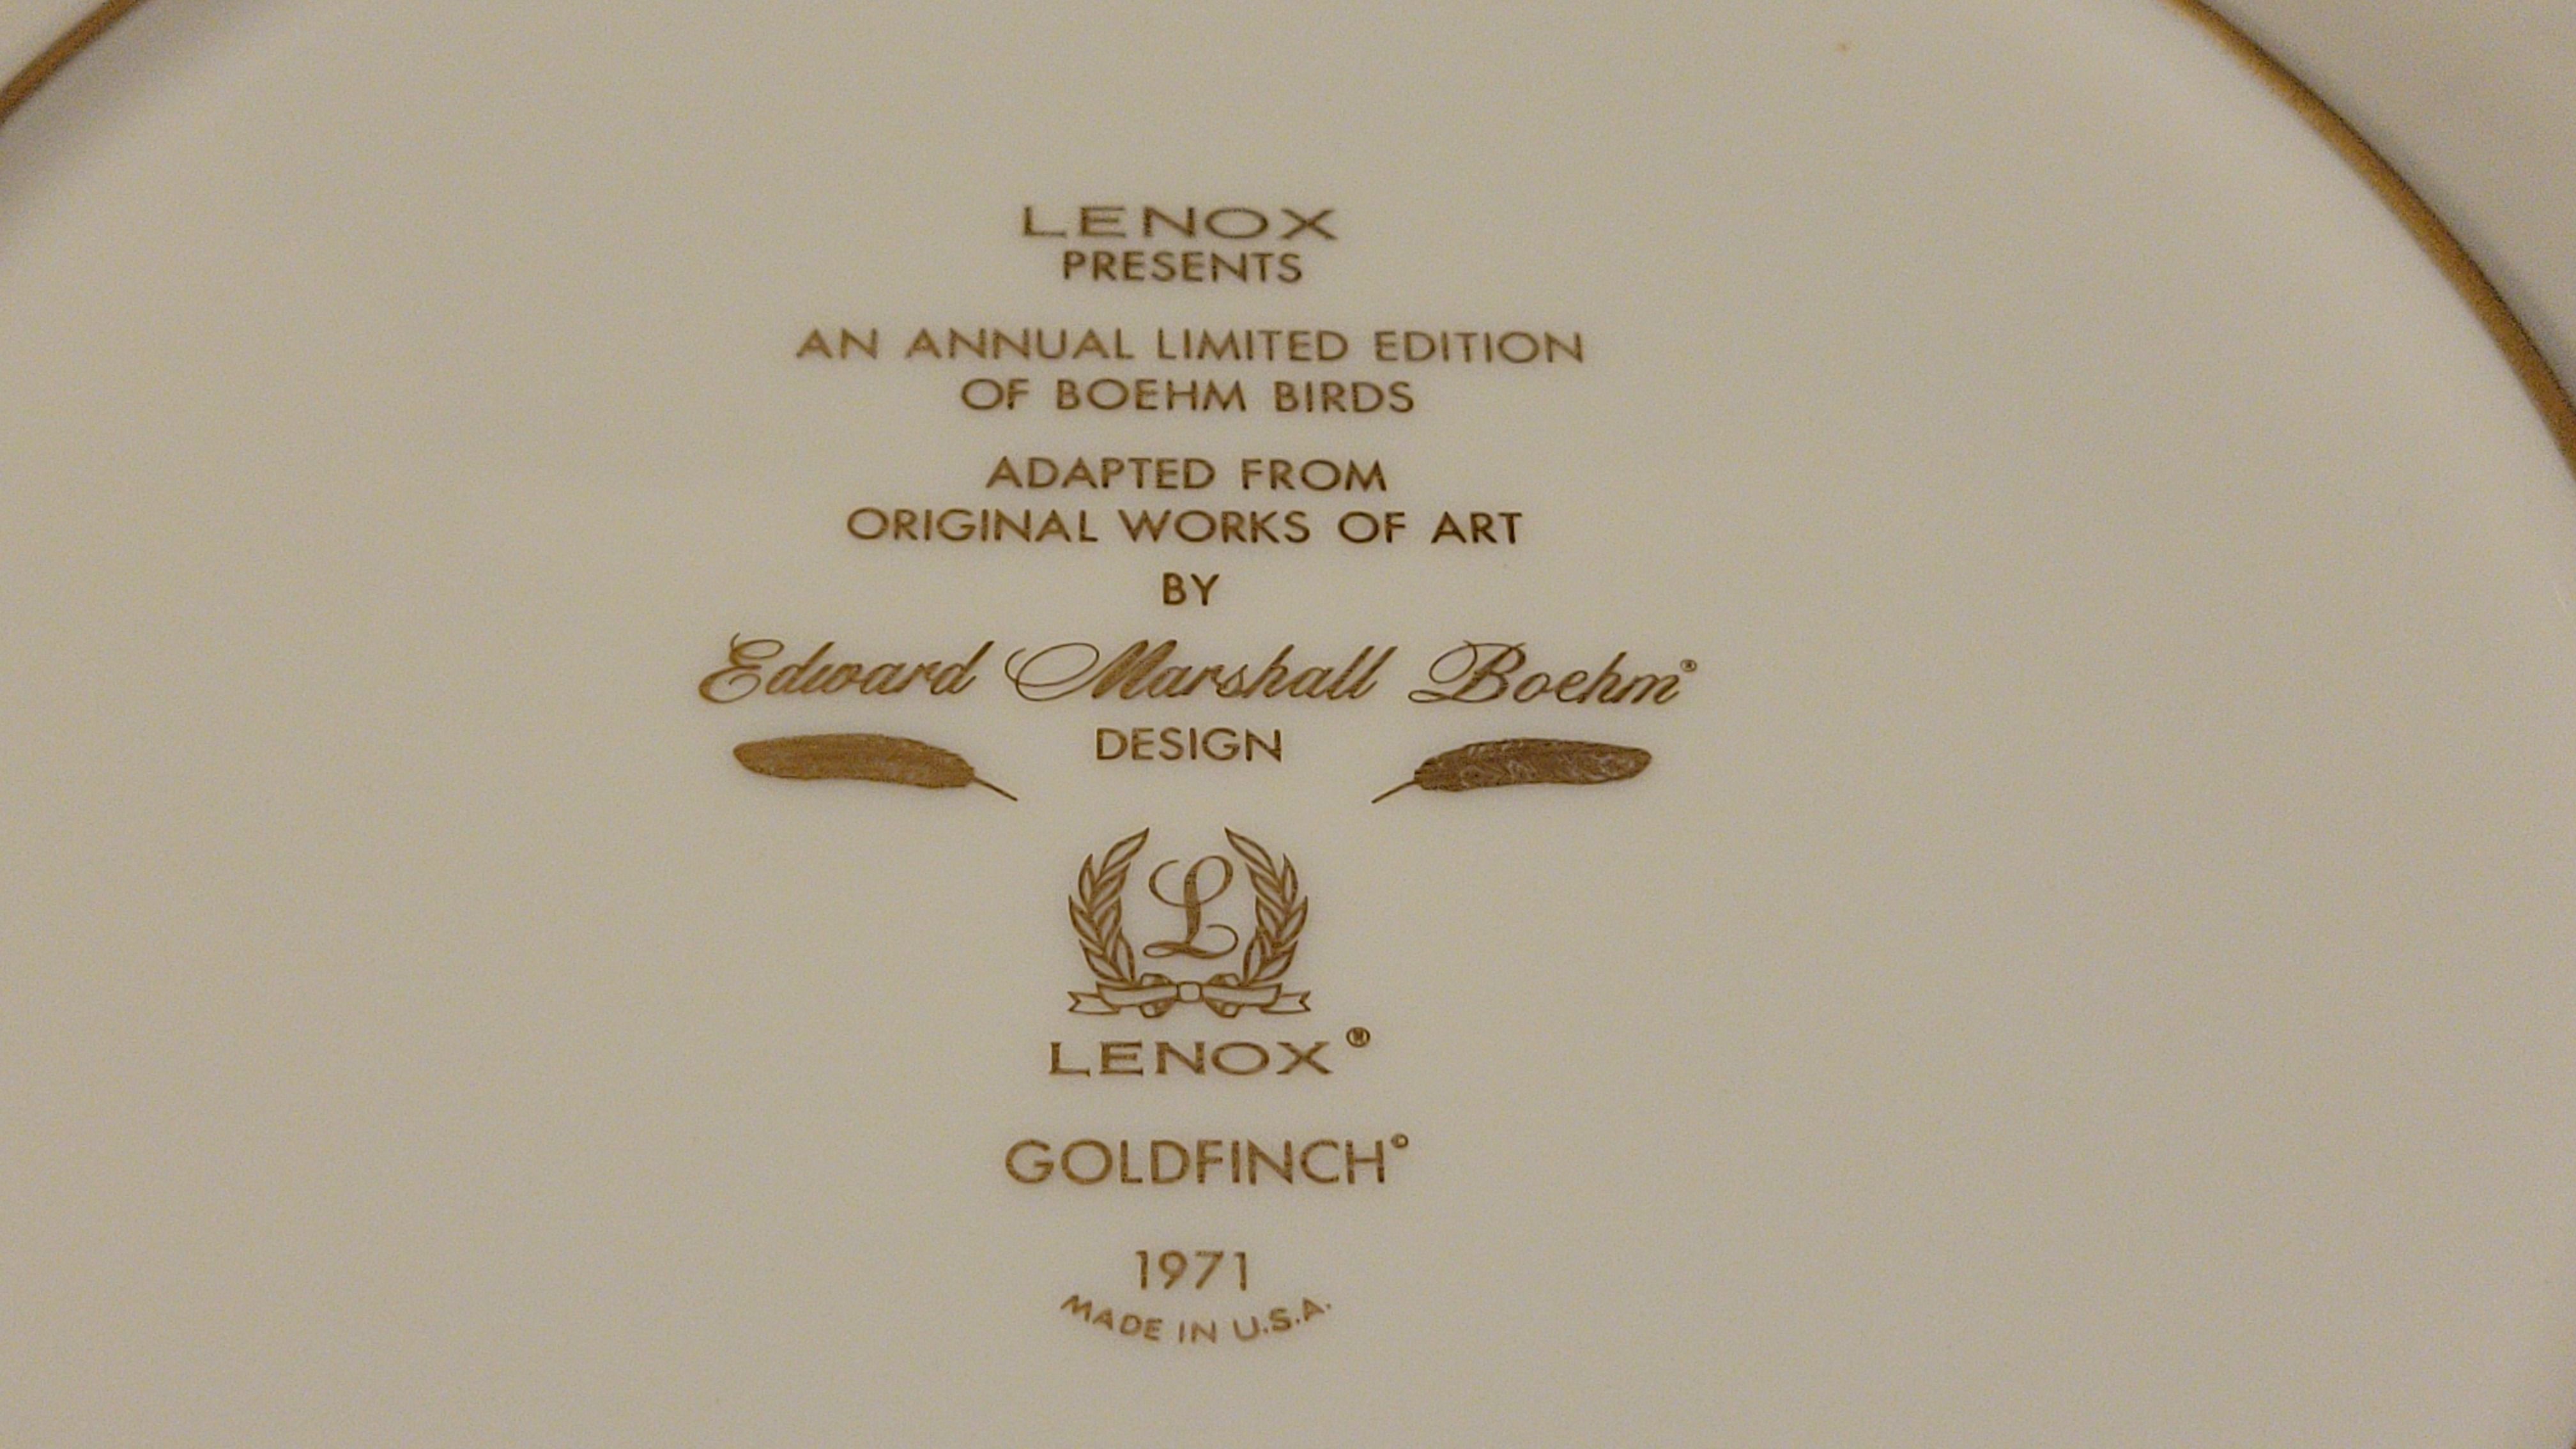 LENOX
PRESENTS
AN ANNUAL LIMITED EDITION
OF BOEHM BIRDS
ADAPTED FROM
ORIGINAL WORKS OF ART
BY
Edward Marshall Boehm®
DESIGN
L
LENOX®
GOLDFINCH©
1971
MADE IN U.S.A.